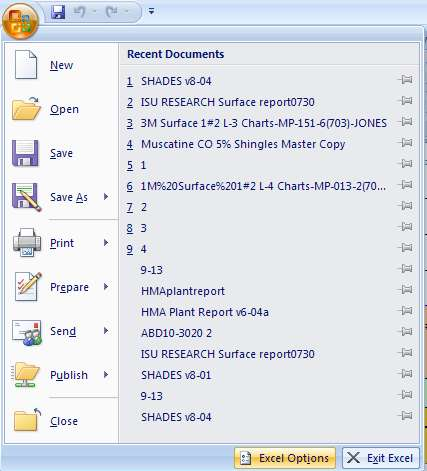 Recent Documents
New
Open
Save
Save As
Print
Prepare
Send
Publish
Close
1 SHADES v8-04
2 ISU RESEARCH Surface report0730
3 3M Surface 1#2 L-3 Charts-MP-151-6(703)-JONES
4 Muscatine CO 5% Shingles Master Copy
5 1
6 1M%20Surface%201#2 L-4 Charts-MP-013-2(70...
7 2
8 3
9 4
9-13
HMAplantreport
HMA Plant Report v6-04a
ABD10-3020 2
ISU RESEARCH Surface report0730
SHADES v8-01
9-13
SHADES v8-04
Excel Options
Exit Excel